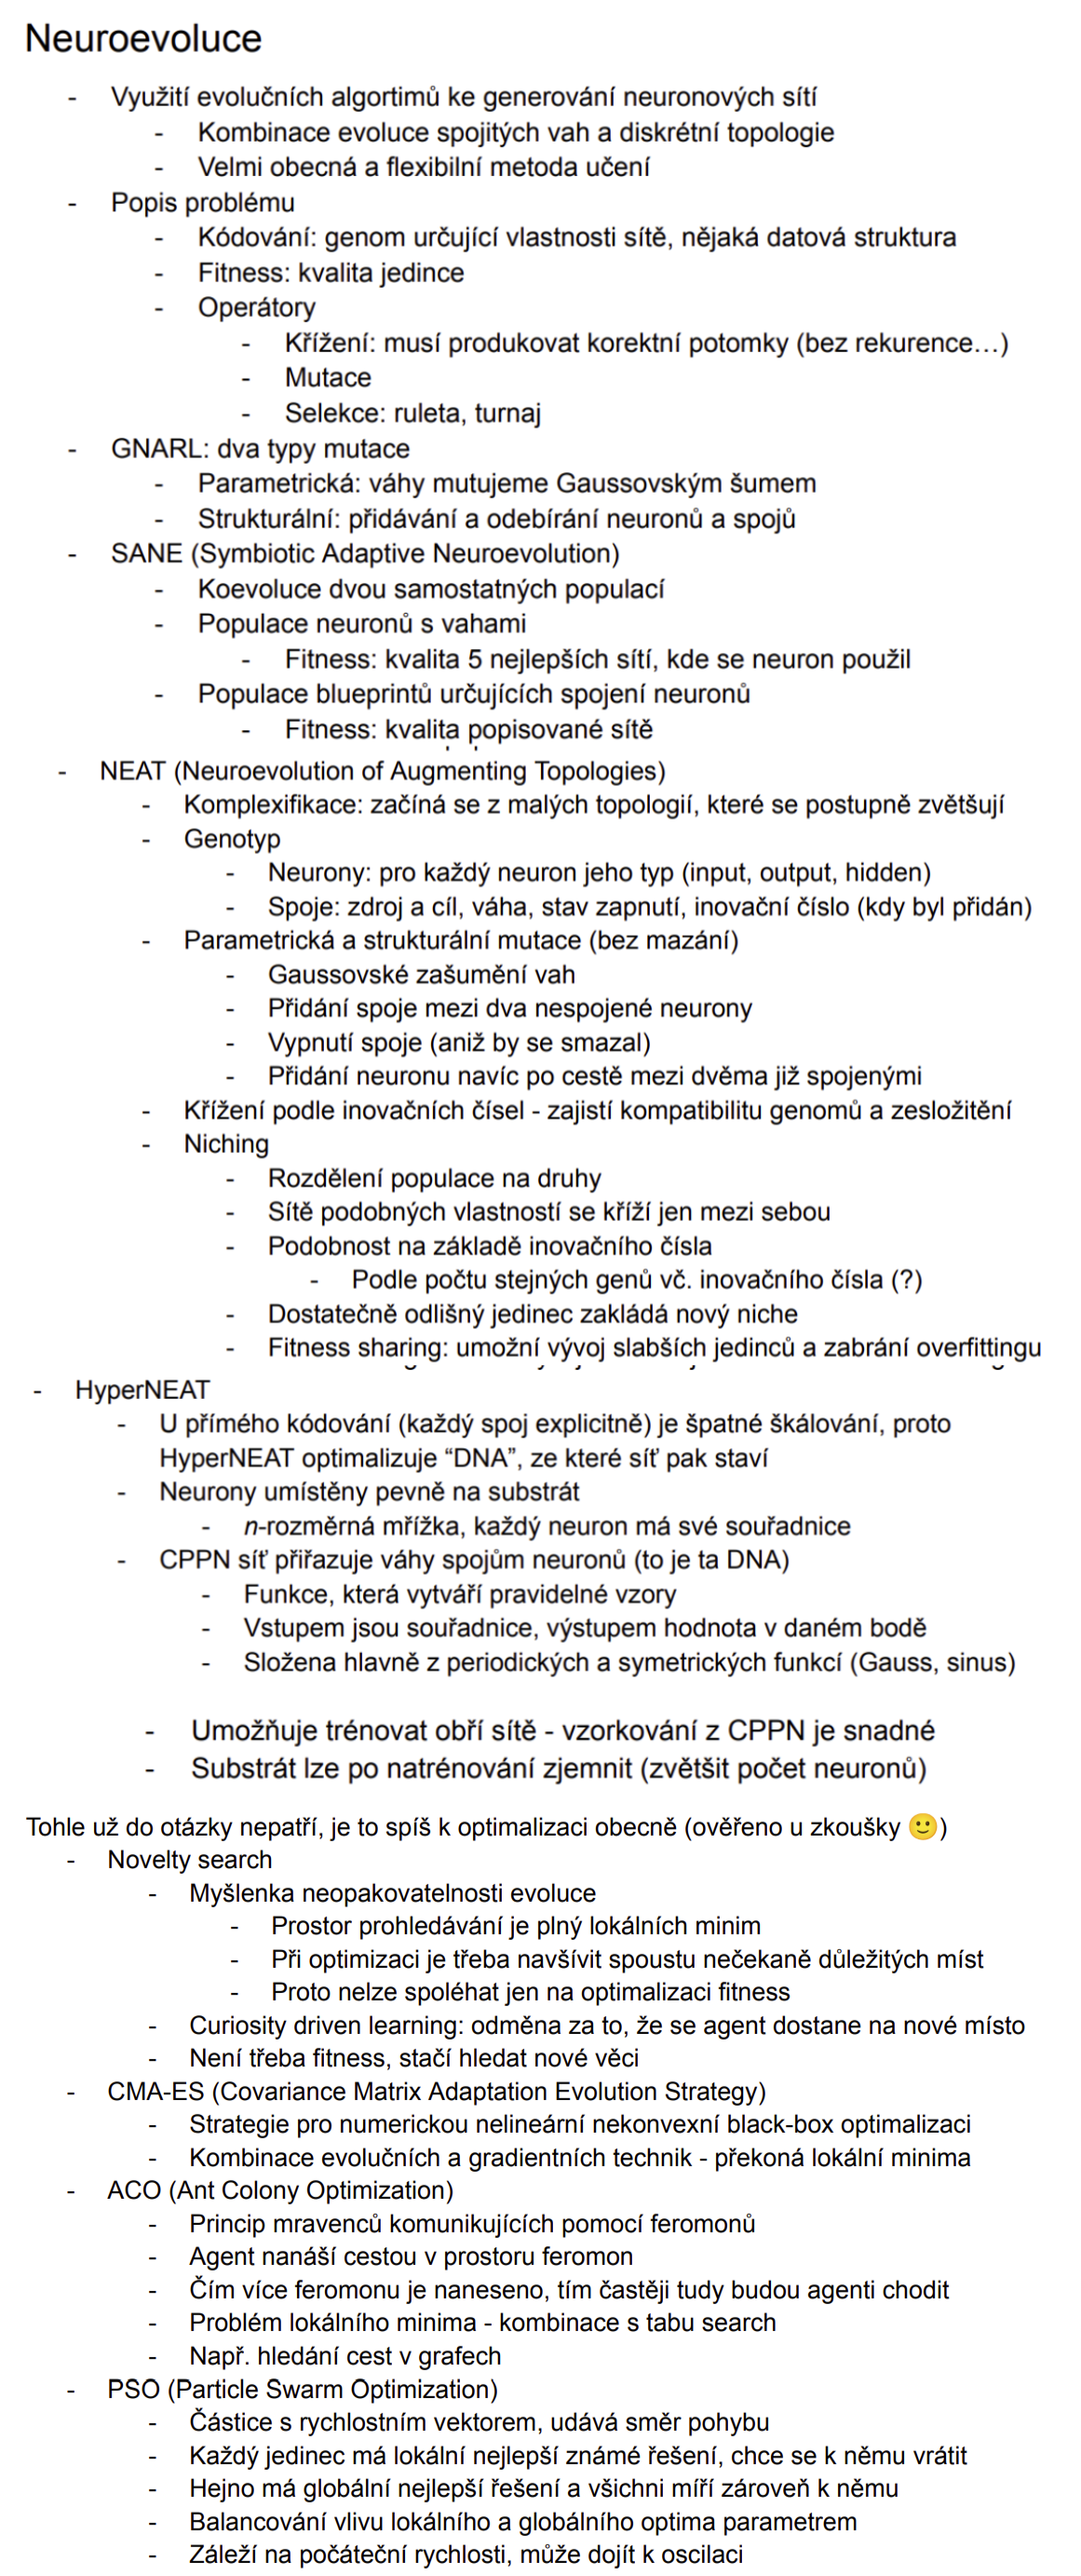 Neuroevoluce
- Využití evolučních algortimů ke generování neuronových sítí
- Kombinace evoluce spojitých vah a diskrétní topologie
- Velmi obecná a flexibilní metoda učení
- Popis problému
- Kódování: genom určující vlastnosti sítě, nějaká datová struktura
- Fitness: kvalita jedince
- Operátory
- Křížení: musí produkovat korektní potomky (bez rekurence…)
- Mutace
- Selekce: ruleta, turnaj
- GNARL: dva typy mutace
- Parametrická: váhy mutujeme Gaussovským šumem
- Strukturální: přidávání a odebírání neuronů a spojů
- SANE (Symbiotic Adaptive Neuroevolution)
- Koevoluce dvou samostatných populací
- Populace neuronů s vahami
- Fitness: kvalita 5 nejlepších sítí, kde se neuron použil
- Populace blueprintů určujících spojení neuronů
- Fitness: kvalita popisované sítě
- NEAT (Neuroevolution of Augmenting Topologies)
- Komplexifikace: začíná se z malých topologií, které se postupně zvětšují
- Genotyp
- Neurony: pro každý neuron jeho typ (input, output, hidden)
- Spoje: zdroj a cíl, váha, stav zapnutí, inovační číslo (kdy byl přidán)
- Parametrická a strukturální mutace (bez mazání)
- Gaussovské zašumění vah
- Přidání spoje mezi dva nespojené neurony
- Vypnutí spoje (aniž by se smazal)
- Přidání neuronu navíc po cestě mezi dvěma již spojenými
- Křížení podle inovačních čísel - zajistí kompatibilitu genomů a zesložitění
- Niching
- Rozdělení populace na druhy
- Sítě podobných vlastností se kříží jen mezi sebou
- Podobnost na základě inovačního čísla
- Podle počtu stejných genů vč. inovačního čísla (?)
- Dostatečně odlišný jedinec zakládá nový niche
- Fitness sharing: umožní vývoj slabších jedinců a zabrání overfittingu
- HyperNEAT
- U přímého kódování (každý spoj explicitně) je špatné škálování, proto
HyperNEAT optimalizuje “DNA”, ze které síť pak staví
- Neurony umístěny pevně na substrát
- n-rozměrná mřížka, každý neuron má své souřadnice
- CPPN síť přiřazuje váhy spojům neuronů (to je ta DNA)
- Funkce, která vytváří pravidelné vzory
- Vstupem jsou souřadnice, výstupem hodnota v daném bodě
- Složena hlavně z periodických a symetrických funkcí (Gauss, sinus)
- Umožňuje trénovat obří sítě - vzorkování z CPPN je snadné
- Substrát lze po natrénování zjemnit (zvětšit počet neuronů)
Tohle už do otázky nepatří, je to spíš k optimalizaci obecně (ověřeno u zkoušky 🙂)
- Novelty search
- Myšlenka neopakovatelnosti evoluce
- Prostor prohledávání je plný lokálních minim
- Při optimizaci je třeba navšívit spoustu nečekaně důležitých míst
- Proto nelze spoléhat jen na optimalizaci fitness
- Curiosity driven learning: odměna za to, že se agent dostane na nové místo
- Není třeba fitness, stačí hledat nové věci
- CMA-ES (Covariance Matrix Adaptation Evolution Strategy)
- Strategie pro numerickou nelineární nekonvexní black-box optimalizaci
- Kombinace evolučních a gradientních technik - překoná lokální minima
- ACO (Ant Colony Optimization)
- Princip mravenců komunikujících pomocí feromonů
- Agent nanáší cestou v prostoru feromon
- Čím více feromonu je naneseno, tím častěji tudy budou agenti chodit
- Problém lokálního minima - kombinace s tabu search
- Např. hledání cest v grafech
- PSO (Particle Swarm Optimization)
- Částice s rychlostním vektorem, udává směr pohybu
- Každý jedinec má lokální nejlepší známé řešení, chce se k němu vrátit
- Hejno má globální nejlepší řešení a všichni míří zároveň k němu
- Balancování vlivu lokálního a globálního optima parametrem
- Záleží na počáteční rychlosti, může dojít k oscilaci